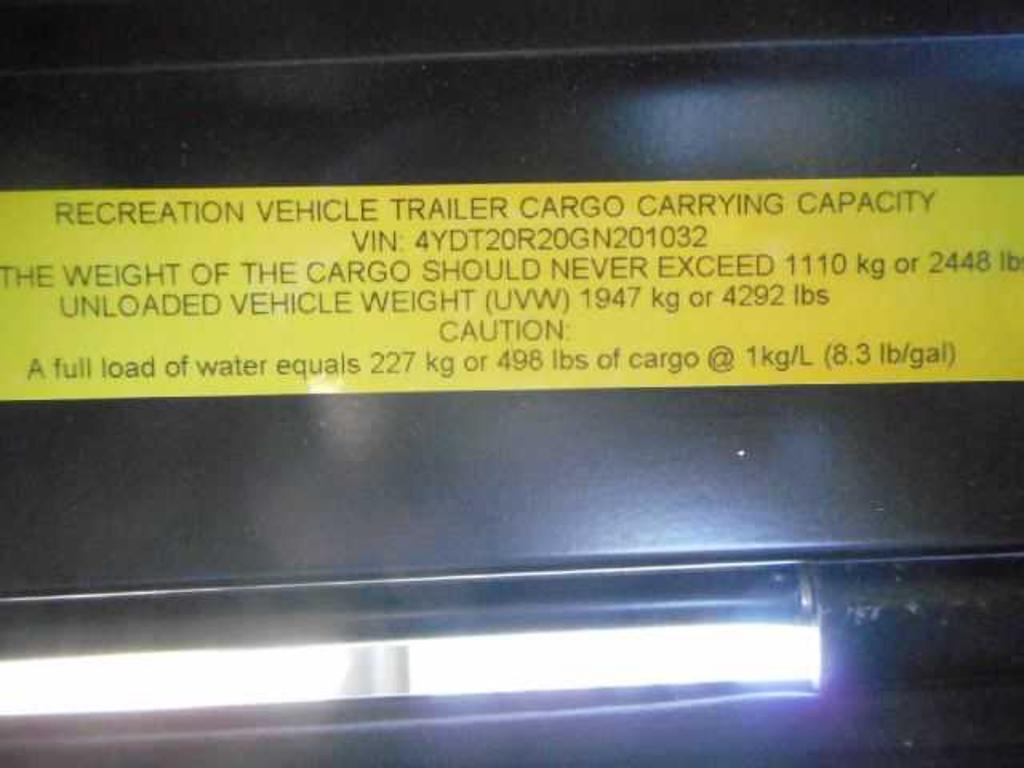 RECREATION VEHICLE TRAILER CARGO CARRYING CAPACITY
VIN: 4YDT20R20GN201032
THE WEIGHT OF THE CARGO SHOULD NEVER EXCEED 1110 kg or 2448 lbs
UNLOADED VEHICLE WEIGHT (UVW) 1947 kg or 4292 lbs
CAUTION:
A full load of water equals 227 kg or 498 lbs of cargo @ 1kg/L (8.3 lb/gal)